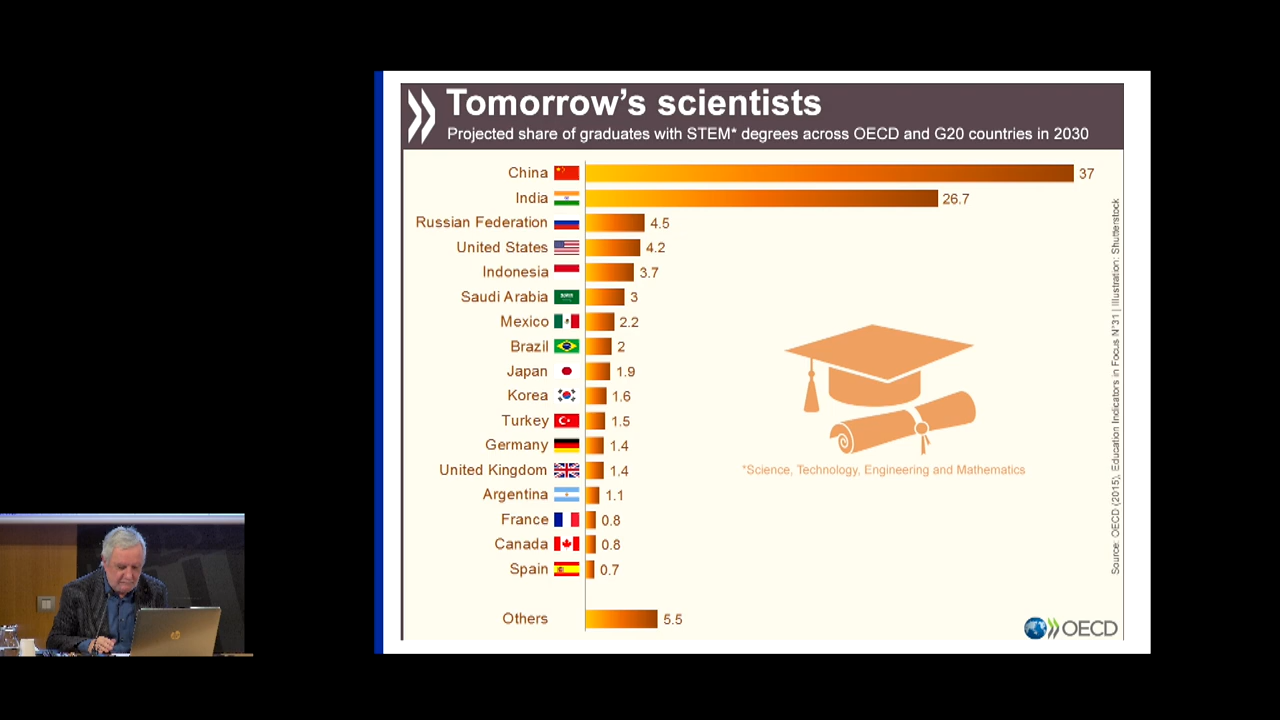 Tomorrow's scientists
Projected share of graduates with STEM* degrees across OECD and G20 countries in 2030
China 37
India 26.7
Russian Federation 4.5
United States 4.2
Indonesia 3.7
Saudi Arabia 3
Mexico 2.2
Brazil 2
Japan 1.9
Korea 1.6
Turkey 1.5
Germany 1.4
United Kingdom 1.4
Argentina 1.1
France 0.8
Canada 0.8
Spain 0.7
Others 5.5
*Science, Technology, Engineering and Mathematics
Source: OECD (2015), Education Indicators in Focus N°31 | Illustration: Shutterstock
OECD
hp